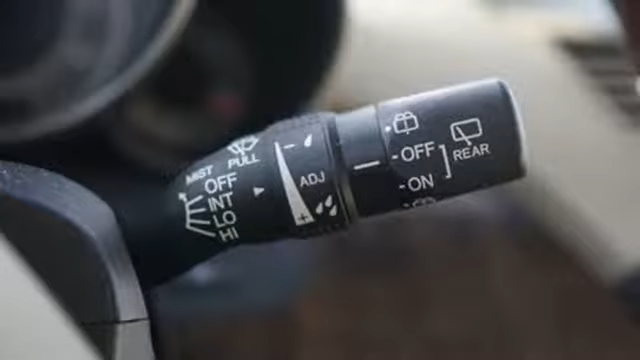 MIST
OFF
INT
LO
HI
PULL
- ADJ +
OFF
ON
REAR